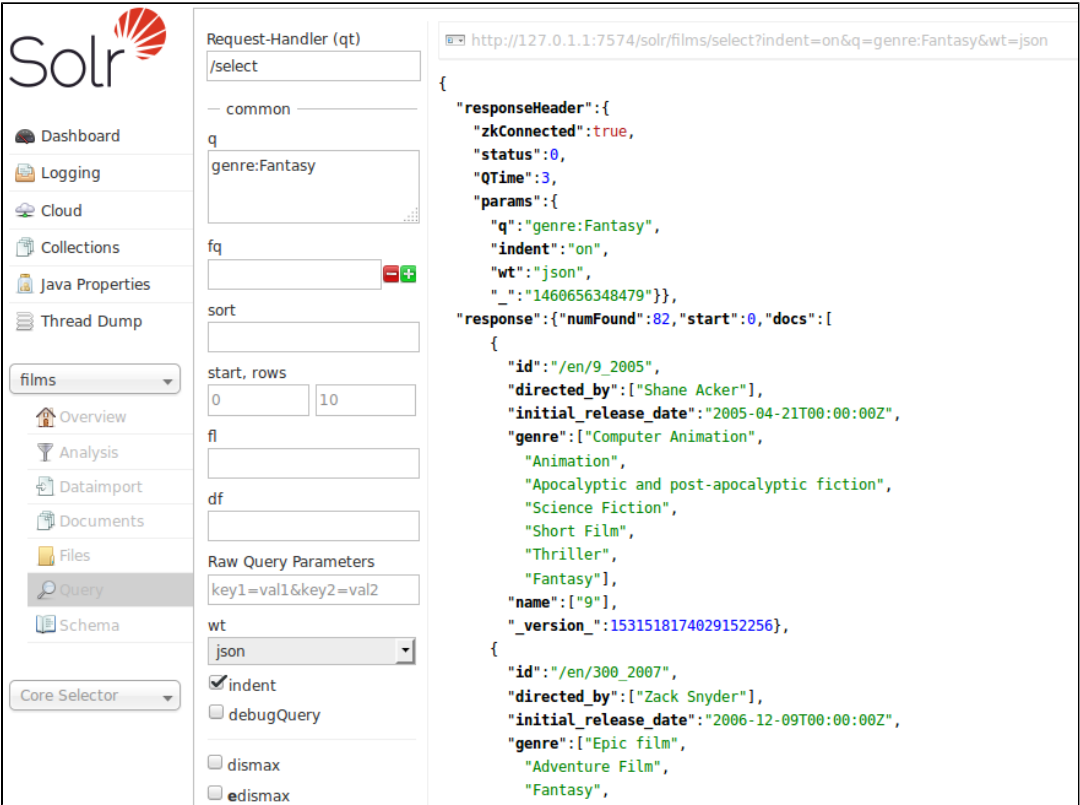 Solr
Dashboard
Logging
Cloud
Collections
Java Properties
Thread Dump
films
Overview
Analysis
Dataimport
Documents
Files
Query
Schema
Core Selector
Request-Handler (qt)
/select
common
q
genre:Fantasy
fq
sort
start, rows
0 10
fl
df
Raw Query Parameters
key1=val1&key2=val2
wt
json
indent
debugQuery
dismax
edismax
http://127.0.1.1:7574/solr/films/select?indent=on&q=genre:Fantasy&wt=json
{
"responseHeader":{
"zkConnected":true,
"status":0,
"QTime":3,
"params":{
"q":"genre:Fantasy",
"indent":"on",
"wt":"json",
"_":"1460656348479"}},
"response":{"numFound":82,"start":0,"docs":[
{
"id":"/en/9_2005",
"directed_by":["Shane Acker"],
"initial_release_date":"2005-04-21T00:00:00Z",
"genre":["Computer Animation",
"Animation",
"Apocalyptic and post-apocalyptic fiction",
"Science Fiction",
"Short Film",
"Thriller",
"Fantasy"],
"name":["9"],
"_version_":1531518174029152256},
{
"id":"/en/300_2007",
"directed_by":["Zack Snyder"],
"initial_release_date":"2006-12-09T00:00:00Z",
"genre":["Epic film",
"Adventure Film",
"Fantasy",